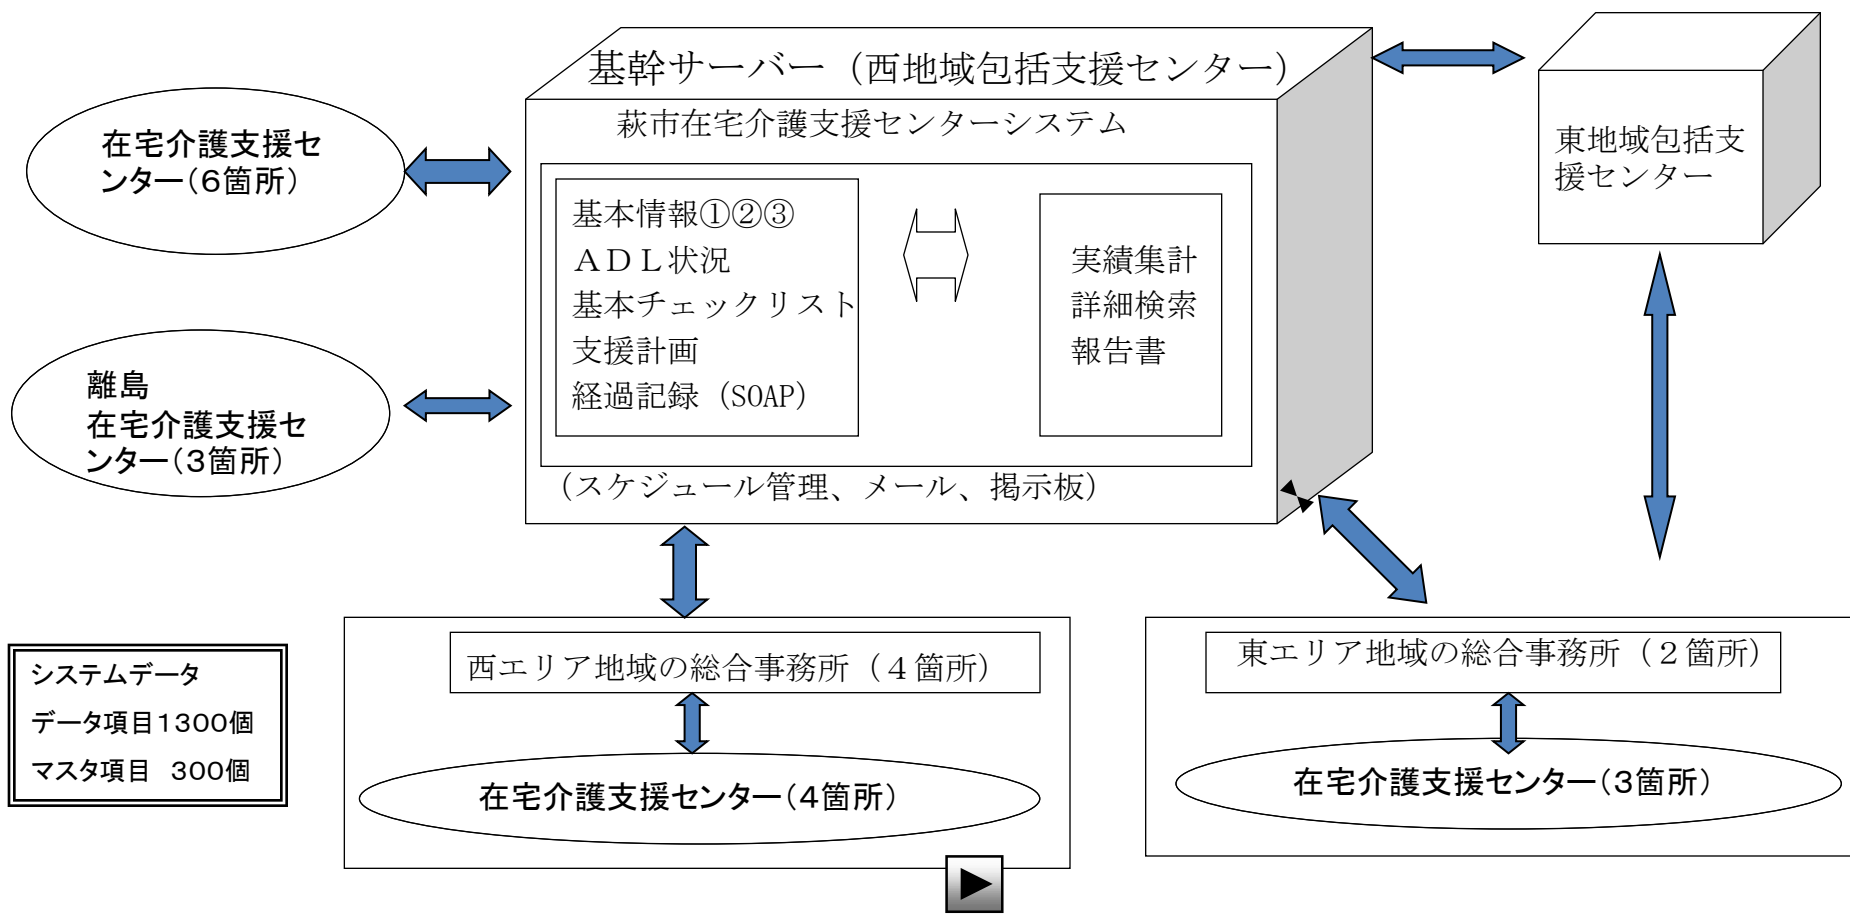 基幹サーバー（西地域包括支援センター）
萩市在宅介護支援センターシステム
基本情報①②③
ＡＤＬ状況
基本チェックリスト
支援計画
経過記録（SOAP）
実績集計
詳細検索
報告書
（スケジュール管理、メール、掲示板）
東地域包括支
援センター
在宅介護支援セ
ンター（6箇所）
離島
在宅介護支援セ
ンター（3箇所）
西エリア地域の総合事務所（４箇所）
在宅介護支援センター（4箇所）
東エリア地域の総合事務所（２箇所）
在宅介護支援センター（3箇所）
システムデータ
データ項目1300個
マスタ項目　300個